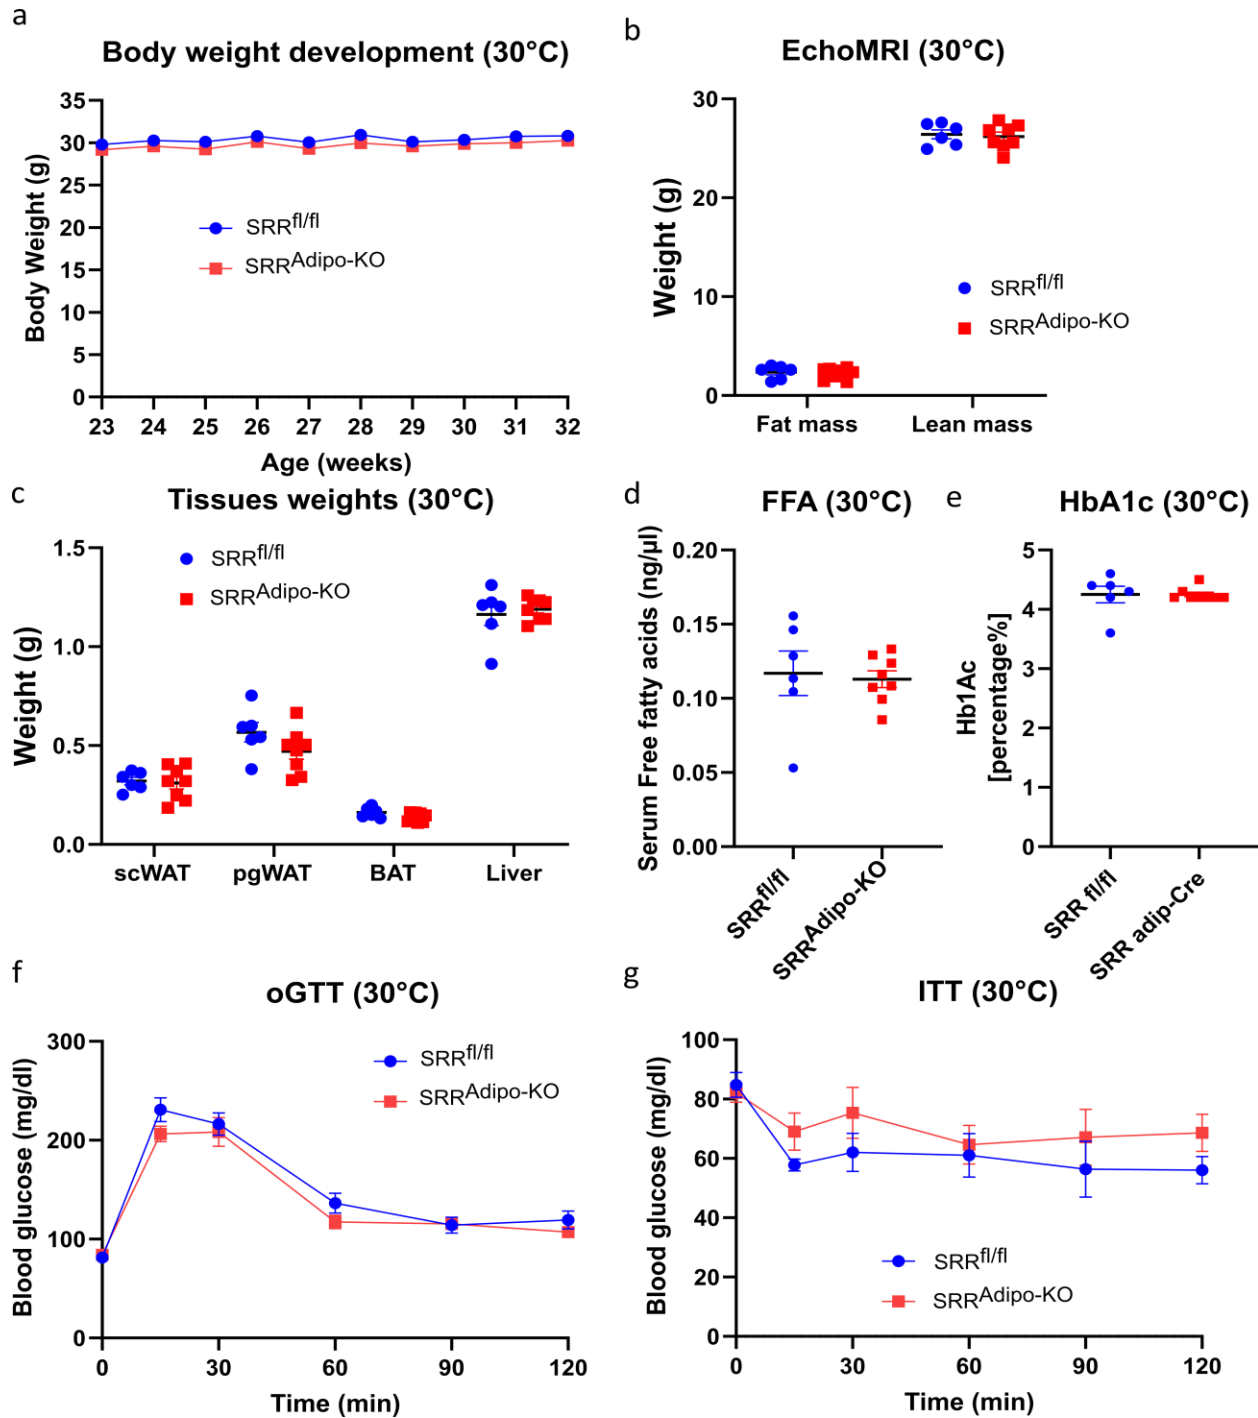 a
Body weight development (30°C)
Body Weight (g)
35
30
25
20
15
10
5
0
SRRfl/fl
SRRAdipo-KO
23 24 25 26 27 28 29 30 31 32
Age (weeks)
b
EchoMRI (30°C)
Weight (g)
30
20
10
0
SRRfl/fl
SRRAdipo-KO
Fat mass Lean mass
c
Tissues weights (30°C)
Weight (g)
1.5
1.0
0.5
0.0
SRRfl/fl
SRRAdipo-KO
scWAT pgWAT BAT Liver
d
FFA (30°C)
Serum Free fatty acids (ng/µl)
0.20
0.15
0.10
0.05
0.00
SRRfl/fl
SRRAdipo-KO
e
HbA1c (30°C)
Hb1Ac
[percentage%]
5
4
3
2
1
0
SRR fl/fl
SRR adip-Cre
f
oGTT (30°C)
Blood glucose (mg/dl)
300
200
100
0
SRRfl/fl
SRRAdipo-KO
0 30 60 90 120
Time (min)
g
ITT (30°C)
Blood glucose (mg/dl)
100
80
60
40
20
0
SRRfl/fl
SRRAdipo-KO
0 30 60 90 120
Time (min)